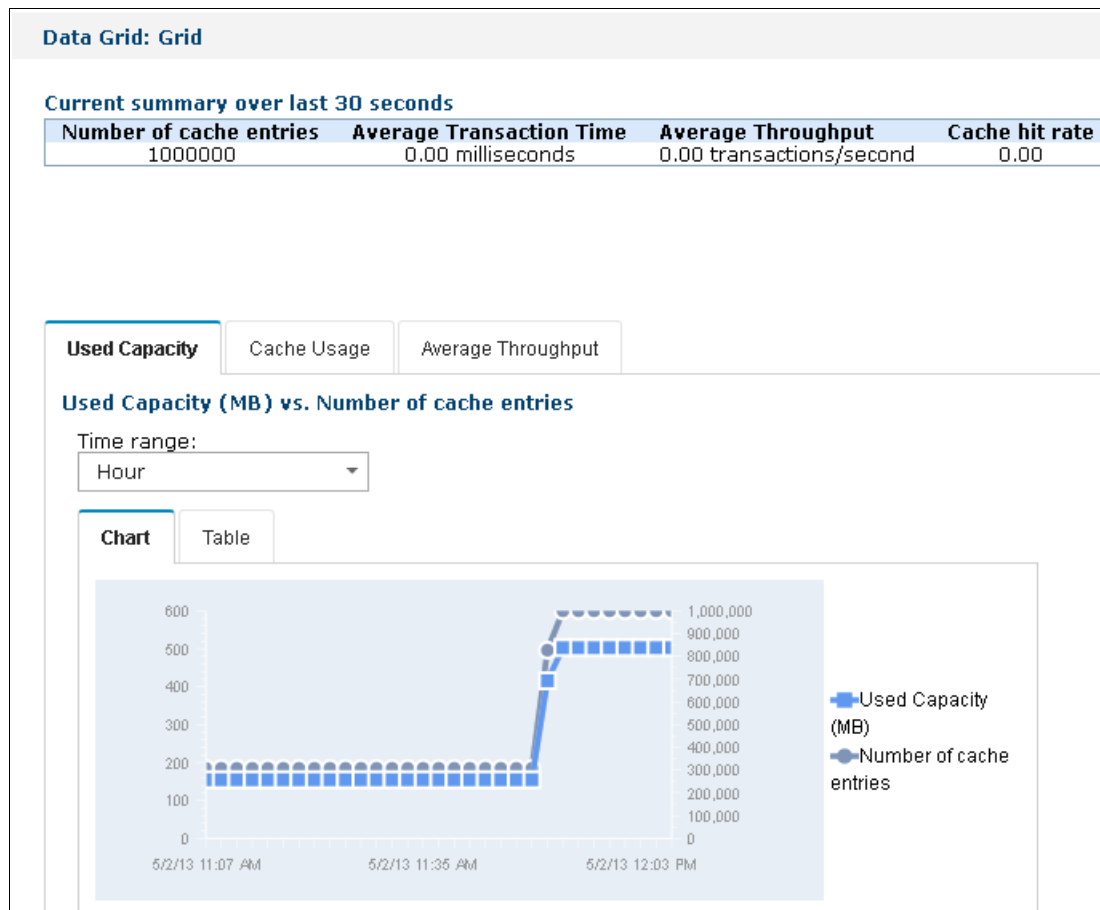 Data Grid: Grid
Current summary over last 30 seconds
Number of cache entries Average Transaction Time Average Throughput Cache hit rate
1000000 0.00 milliseconds 0.00 transactions/second 0.00
Used Capacity Cache Usage Average Throughput
Used Capacity (MB) vs. Number of cache entries
Time range:
Hour
Chart Table
600 1,000,000
900,000
500 800,000
400 700,000
600,000
300 500,000
400,000
200 300,000
100 200,000
100,000
0 0
5/2/13 11:07 AM 5/2/13 11:35 AM 5/2/13 12:03 PM
Used Capacity
(MB)
Number of cache
entries